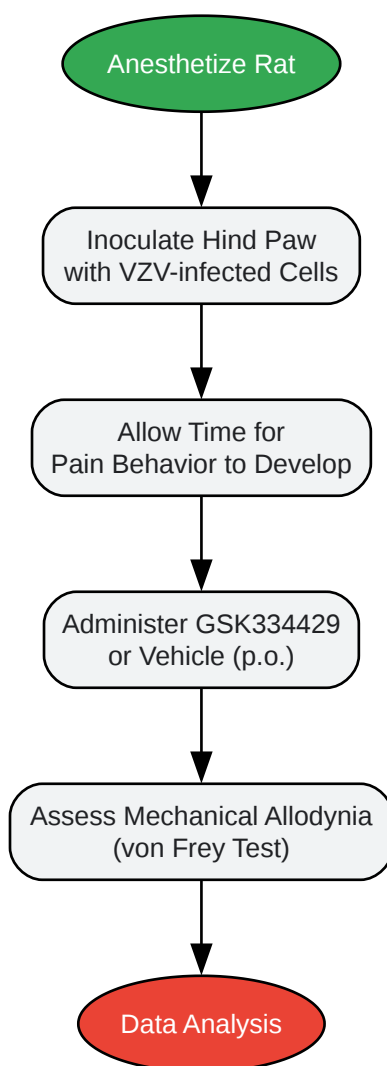 Anesthetize Rat
Inoculate Hind Paw
with VZV-infected Cells
Allow Time for
Pain Behavior to Develop
Administer GSK334429
or Vehicle (p.o.)
Assess Mechanical Allodynia
(von Frey Test)
Data Analysis